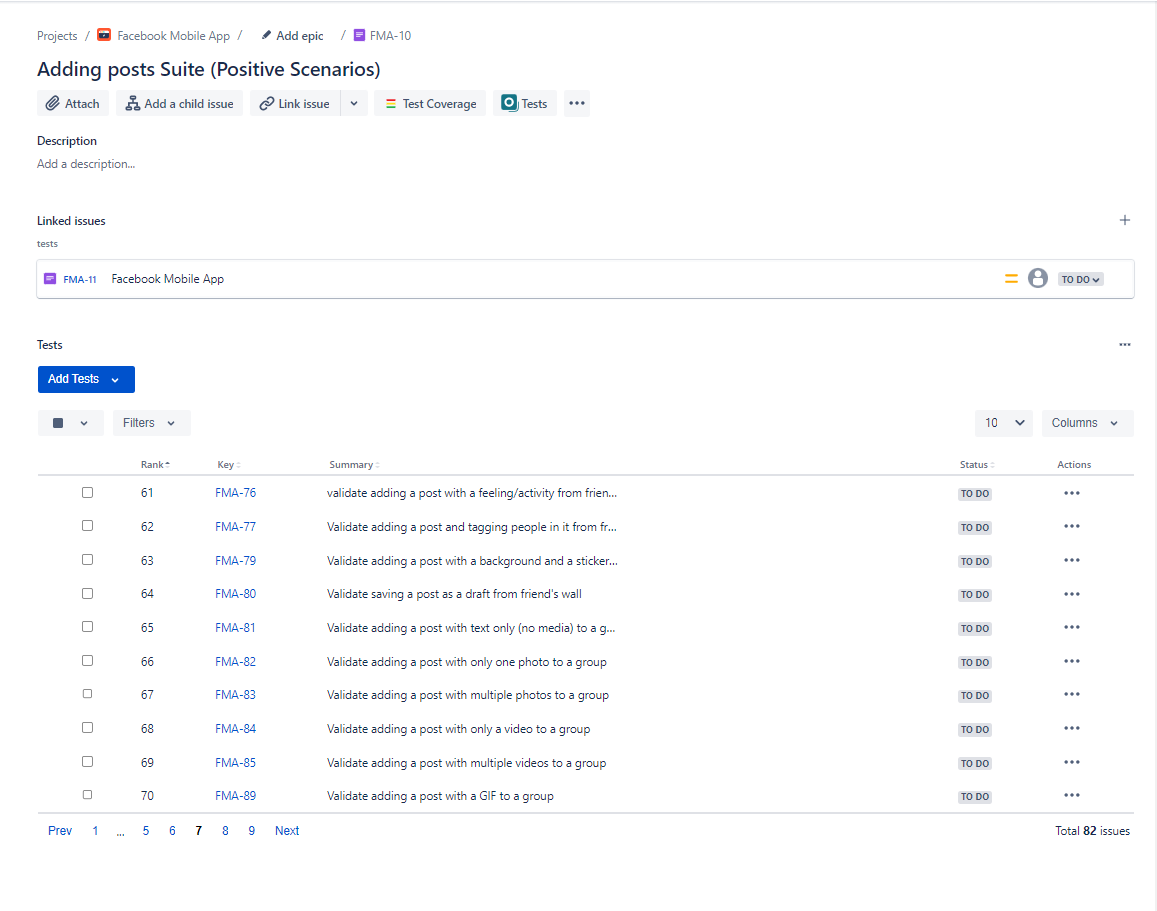 Projects / Facebook Mobile App / Add epic / FMA-10
Adding posts Suite (Positive Scenarios)
Attach Add a child issue Link issue Test Coverage Tests
Description
Add a description...
Linked issues
tests
FMA-11 Facebook Mobile App TO DO
Tests
Add Tests
Filters 10 Columns
Rank Key Summary Status Actions
61 FMA-76 validate adding a post with a feeling/activity from frien... TO DO
62 FMA-77 Validate adding a post and tagging people in it from fr... TO DO
63 FMA-79 Validate adding a post with a background and a sticker... TO DO
64 FMA-80 Validate saving a post as a draft from friend's wall TO DO
65 FMA-81 Validate adding a post with text only (no media) to a g... TO DO
66 FMA-82 Validate adding a post with only one photo to a group TO DO
67 FMA-83 Validate adding a post with multiple photos to a group TO DO
68 FMA-84 Validate adding a post with only a video to a group TO DO
69 FMA-85 Validate adding a post with multiple videos to a group TO DO
70 FMA-89 Validate adding a post with a GIF to a group TO DO
Prev 1 ... 5 6 7 8 9 Next Total 82 issues